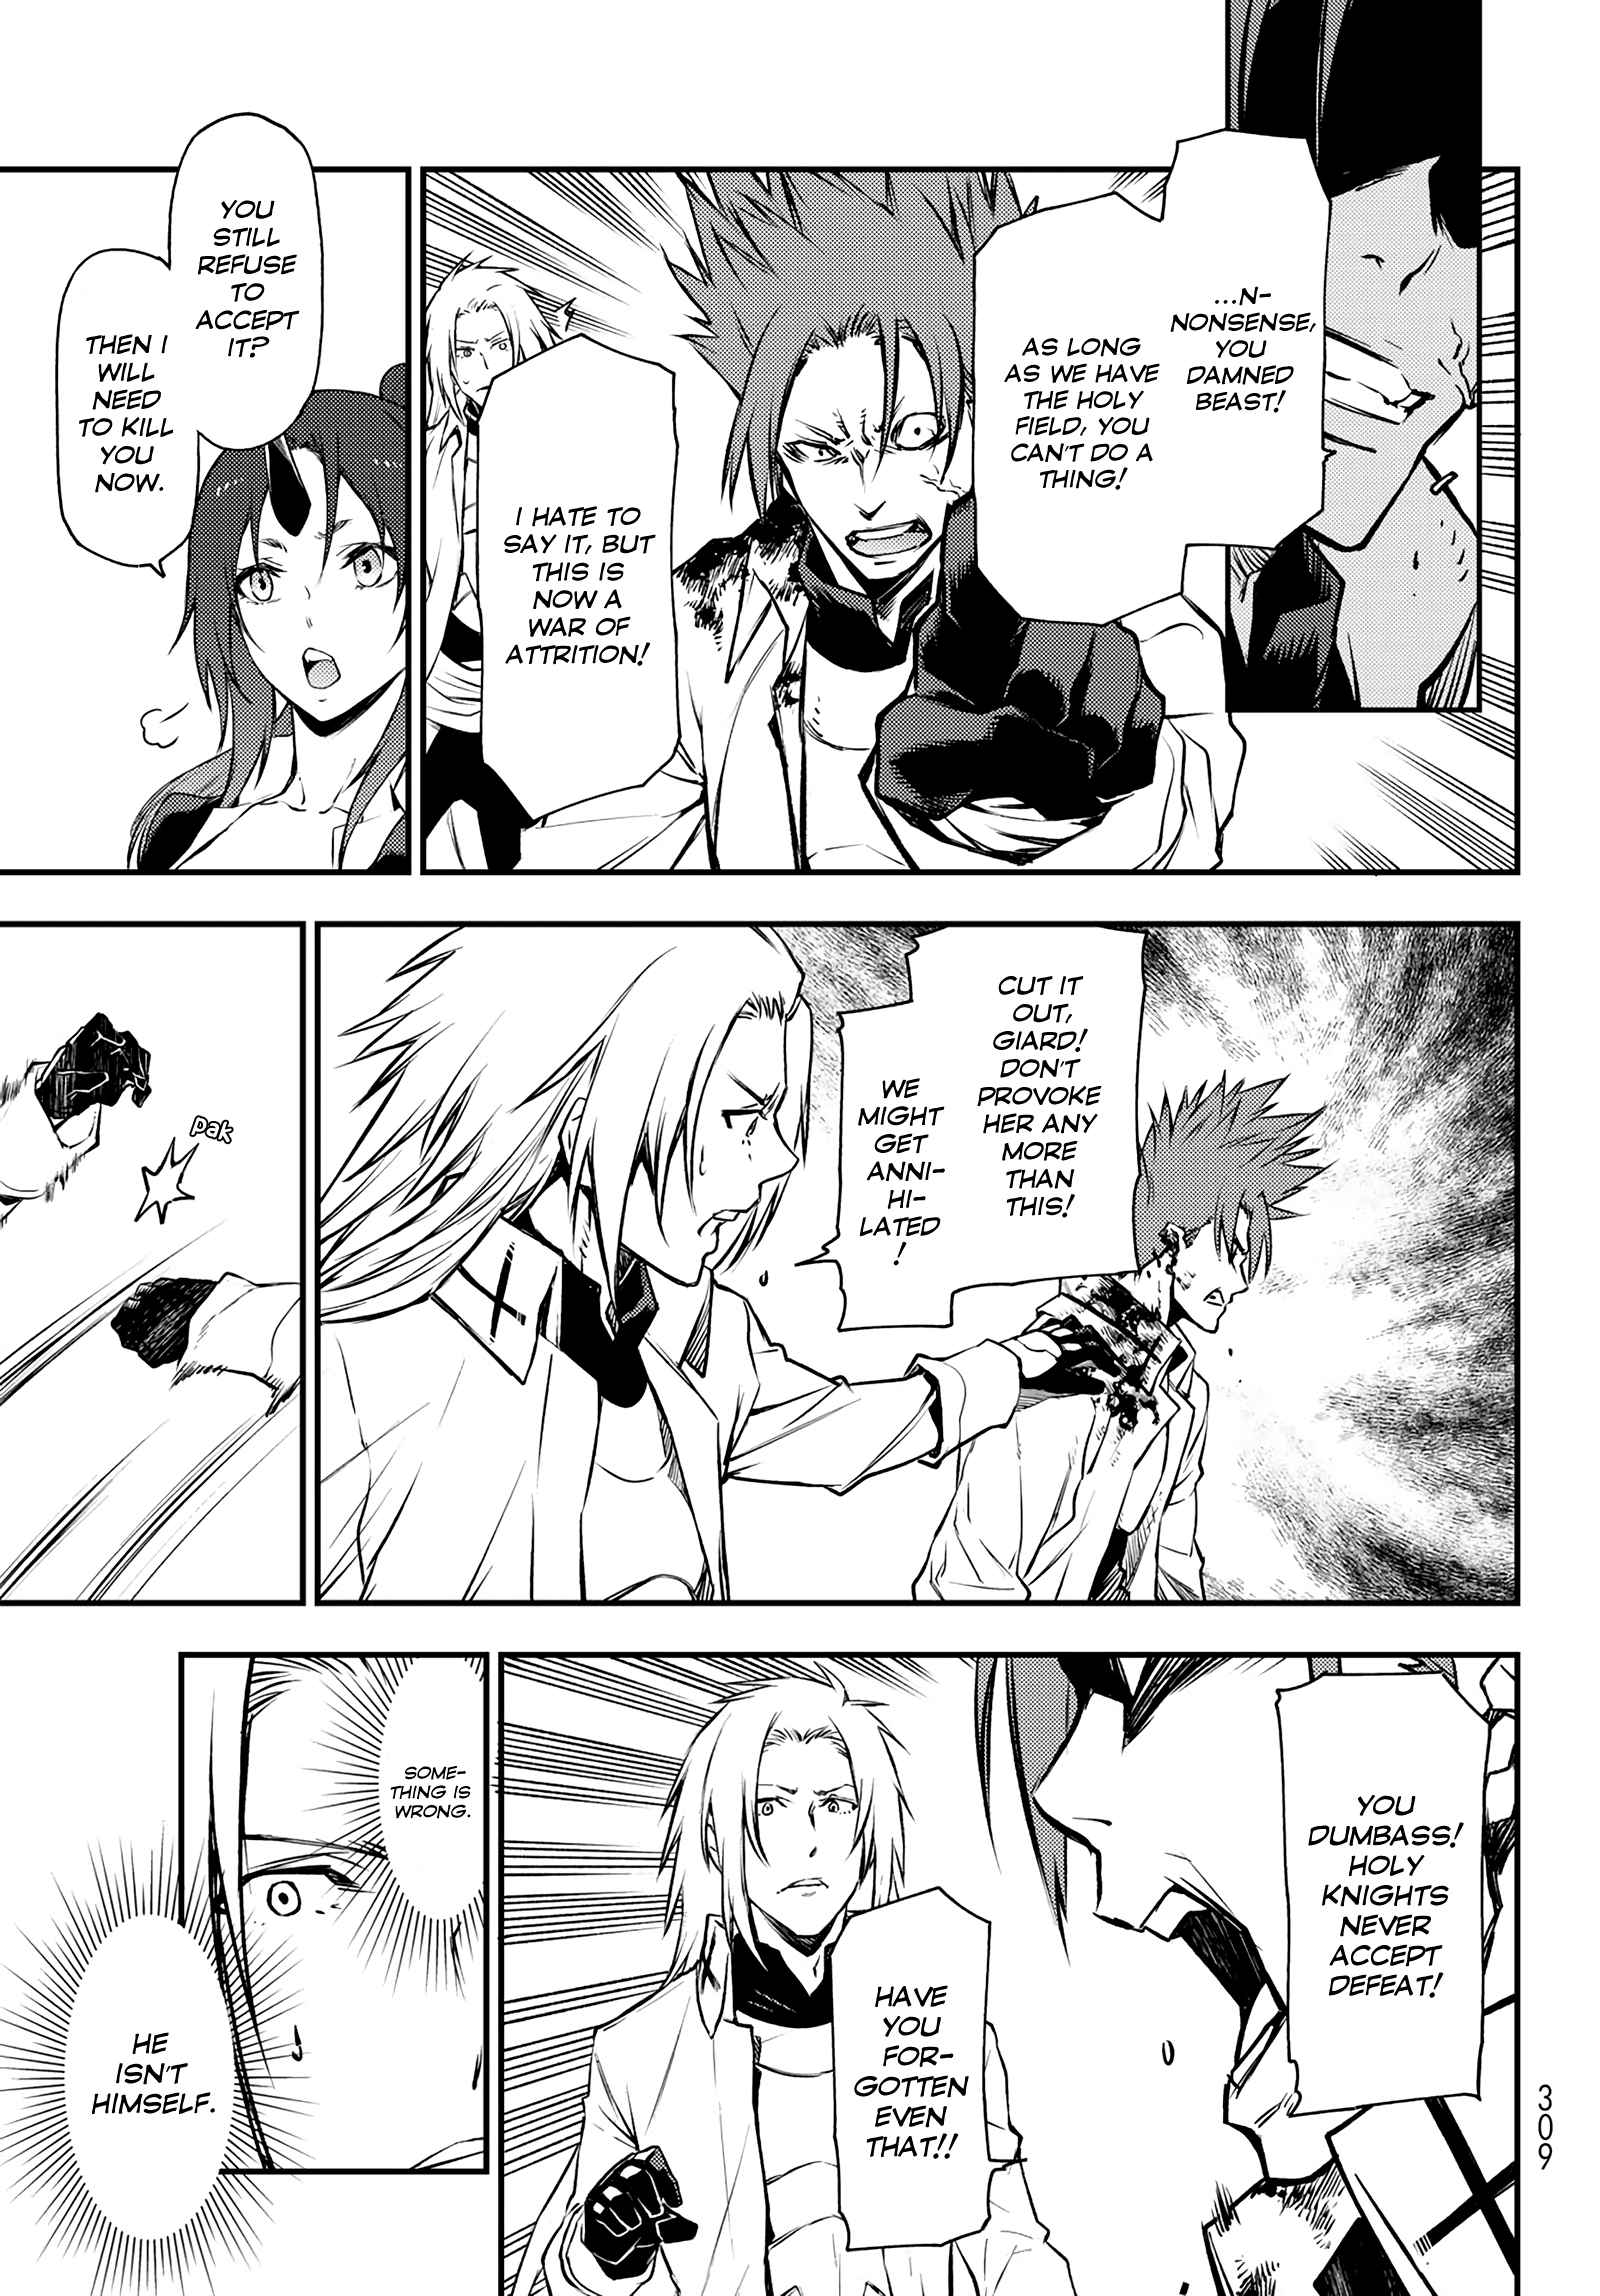 ...N-
NONSENSE,
YOU
DAMNED
BEAST!
AS LONG
AS WE HAVE
THE HOLY
FIELD, YOU
CAN'T DO A
THING!
I HATE TO
SAY IT, BUT
THIS IS
NOW A
WAR OF
ATTRITION!
YOU
STILL
REFUSE
TO
ACCEPT
IT?
THEN I
WILL
NEED
TO KILL
YOU
NOW.
CUT IT
OUT,
GIARD!
DON'T
PROVOKE
HER ANY
MORE
THAN
THIS!
WE
MIGHT
GET
ANNI-
HI-
LATED
!
pak
YOU
DUMBASS!
HOLY
KNIGHTS
NEVER
ACCEPT
DEFEAT!
HAVE
YOU
FOR-
GOTTEN
EVEN
THAT!!
SOME-
THING IS
WRONG.
HE
ISN'T
HIMSELF.
309